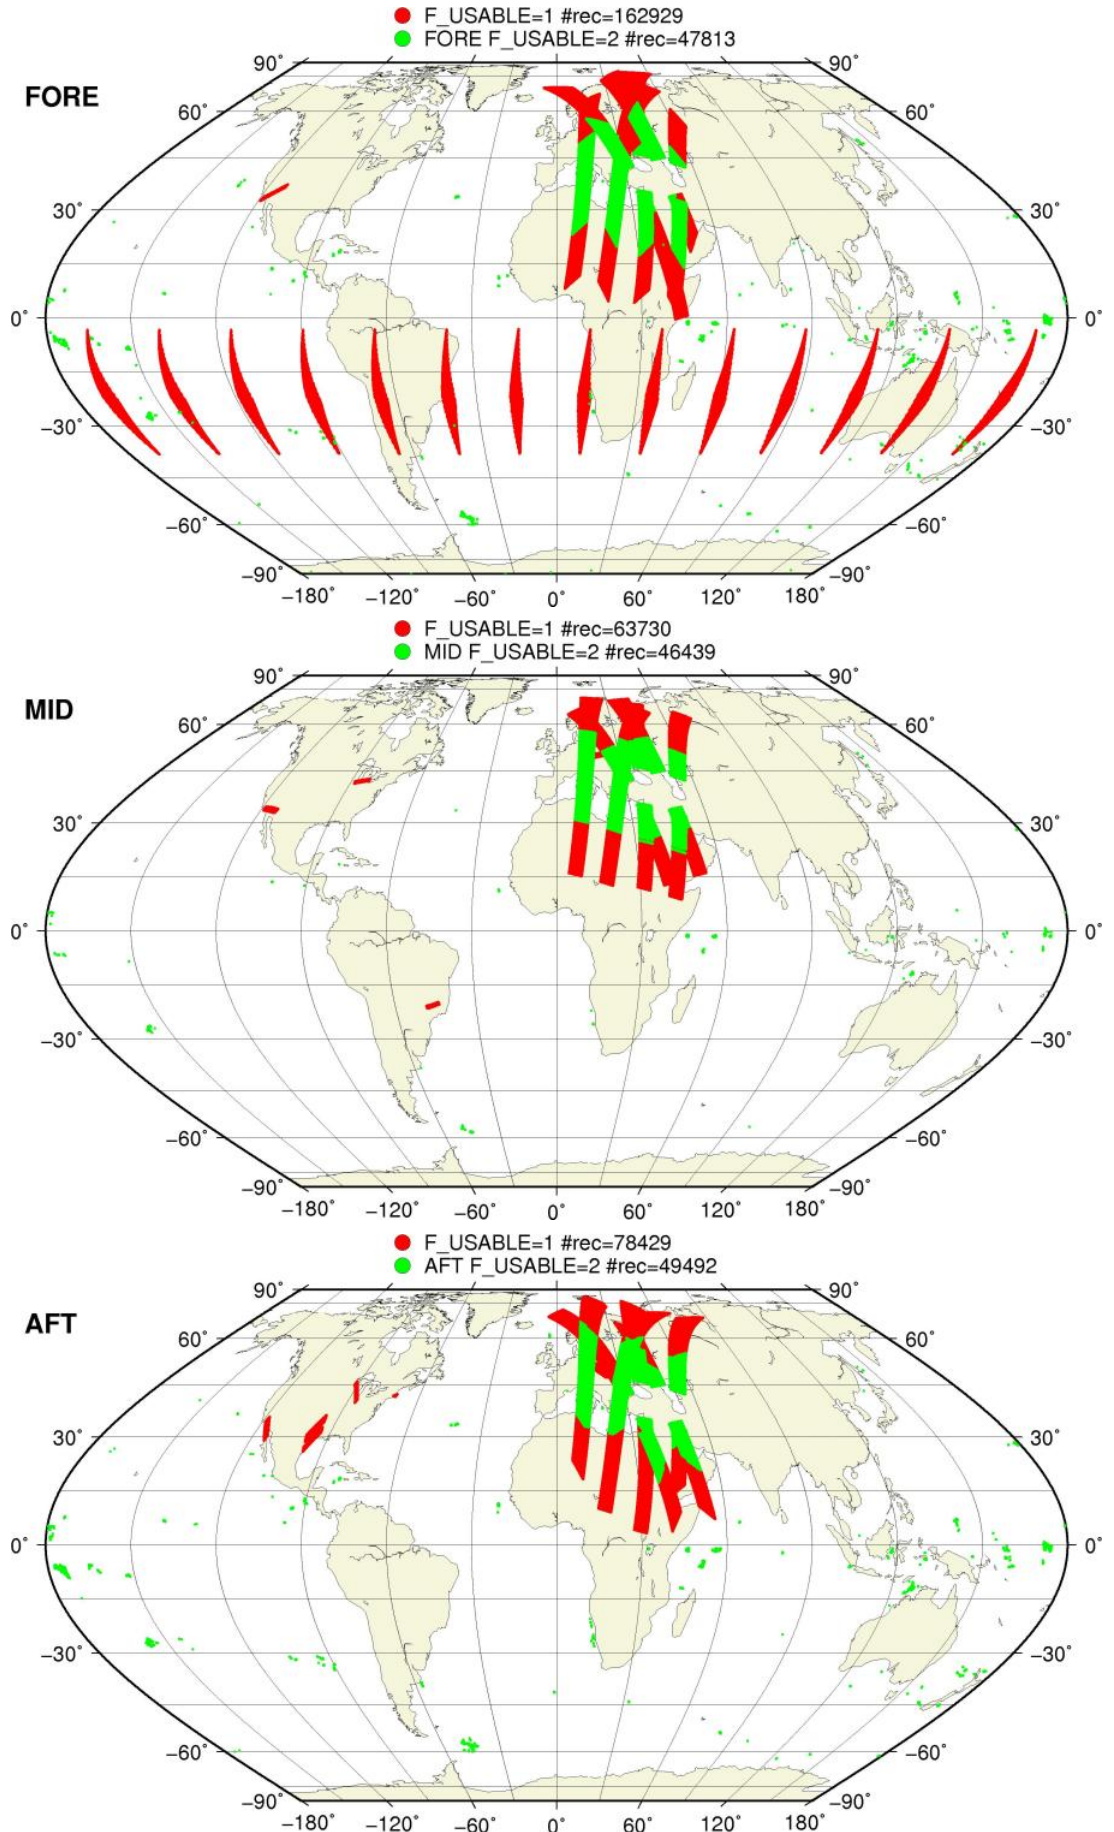 F_USABLE=1 #rec=162929
FORE F_USABLE=2 #rec=47813
FORE
90° 90°
60° 60°
30° 30°
0° 0°
−30° −30°
−60° −60°
−90° −90°
−180° −120° −60° 0° 60° 120° 180°
F_USABLE=1 #rec=63730
MID F_USABLE=2 #rec=46439
MID
90° 90°
60° 60°
30° 30°
0° 0°
−30° −30°
−60° −60°
−90° −90°
−180° −120° −60° 0° 60° 120° 180°
F_USABLE=1 #rec=78429
AFT F_USABLE=2 #rec=49492
AFT
90° 90°
60° 60°
30° 30°
0° 0°
−30° −30°
−60° −60°
−90° −90°
−180° −120° −60° 0° 60° 120° 180°